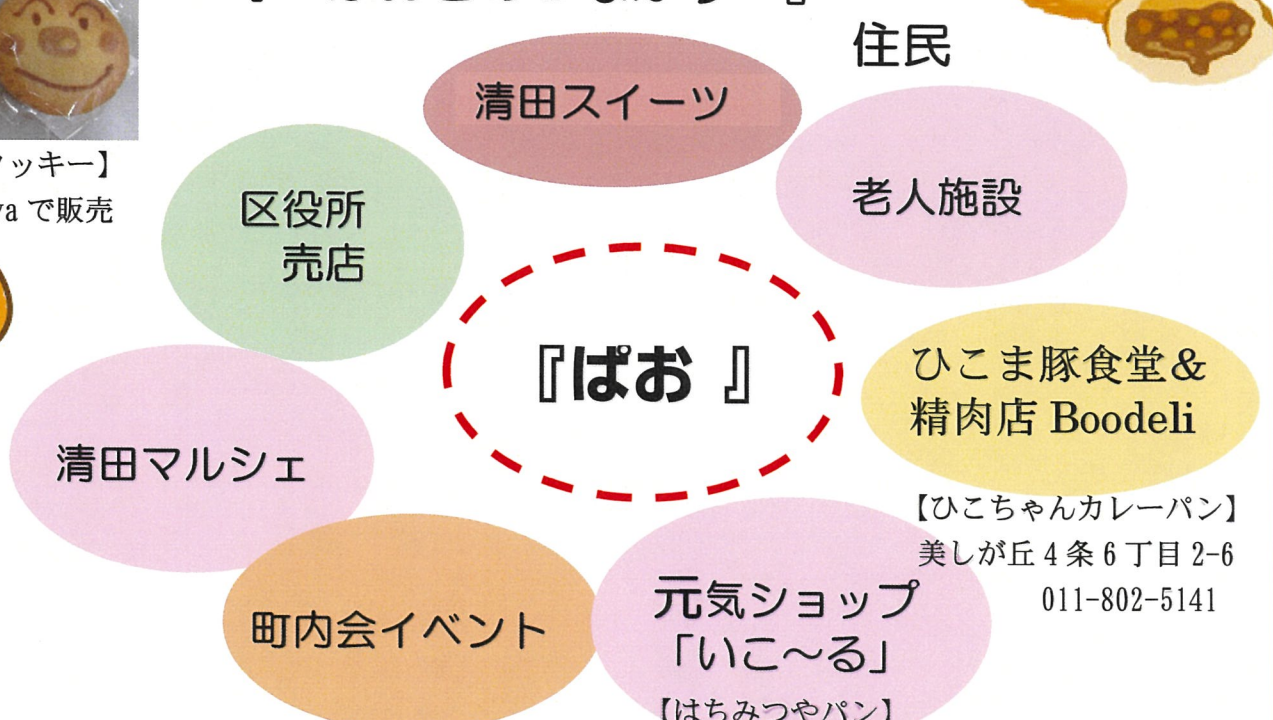 住民
清田スイーツ
ッキー】
yaで販売
区役所
売店
老人施設
『ぱお 』
ひこま豚食堂&
精肉店 Boodeli
【ひこちゃんカレーパン】
美しが丘4条6丁目2-6
011-802-5141
清田マルシェ
町内会イベント
元気ショップ
「いこ～る」
【はちみつやパン】